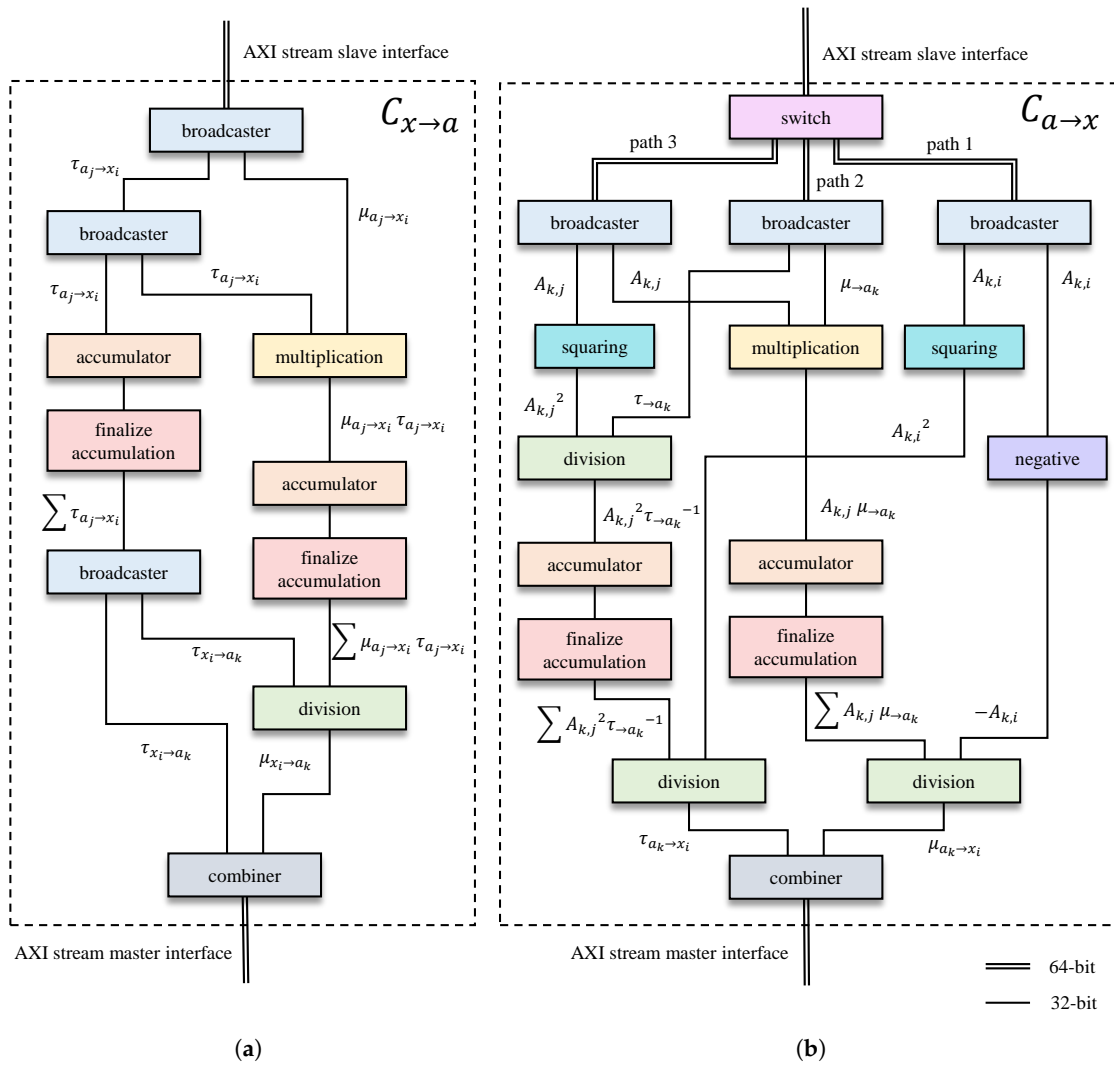 AXI stream slave interface
C_{x→a}
broadcaster
τ_{a_j→x_i}
μ_{a_j→x_i}
broadcaster
τ_{a_j→x_i}
τ_{a_j→x_i}
accumulator
multiplication
finalize
accumulation
μ_{a_j→x_i} τ_{a_j→x_i}
accumulator
∑ τ_{a_j→x_i}
finalize
accumulation
broadcaster
∑ μ_{a_j→x_i} τ_{a_j→x_i}
τ_{x_i→a_k}
division
τ_{x_i→a_k}
μ_{x_i→a_k}
combiner
AXI stream master interface
(a)
AXI stream slave interface
C_{a→x}
switch
path 3
path 1
path 2
broadcaster
broadcaster
broadcaster
A_{k,j}
A_{k,j}
μ_{→a_k}
A_{k,i}
A_{k,i}
squaring
multiplication
squaring
A_{k,j}²
τ_{→a_k}
A_{k,i}²
division
negative
A_{k,j}² τ_{→a_k}⁻¹
A_{k,j} μ_{→a_k}
accumulator
accumulator
finalize
accumulation
finalize
accumulation
∑ A_{k,j}² τ_{→a_k}⁻¹
∑ A_{k,j} μ_{→a_k}
−A_{k,i}
division
division
τ_{a_k→x_i}
μ_{a_k→x_i}
combiner
AXI stream master interface
64-bit
32-bit
(b)